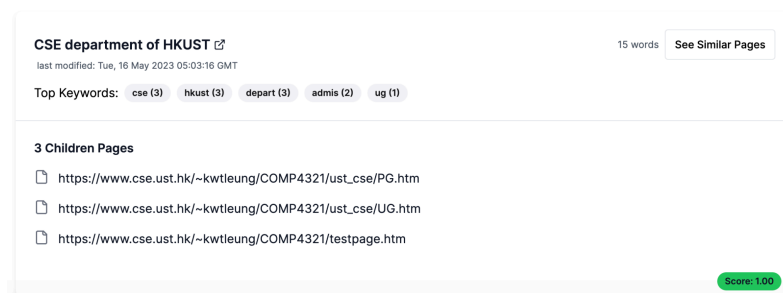 CSE department of HKUST
15 words See Similar Pages
last modified: Tue, 16 May 2023 05:03:16 GMT
Top Keywords: cse (3) hkust (3) depart (3) admis (2) ug (1)
3 Children Pages
https://www.cse.ust.hk/~kwtleung/COMP4321/ust_cse/PG.htm
https://www.cse.ust.hk/~kwtleung/COMP4321/ust_cse/UG.htm
https://www.cse.ust.hk/~kwtleung/COMP4321/testpage.htm
Score: 1.00